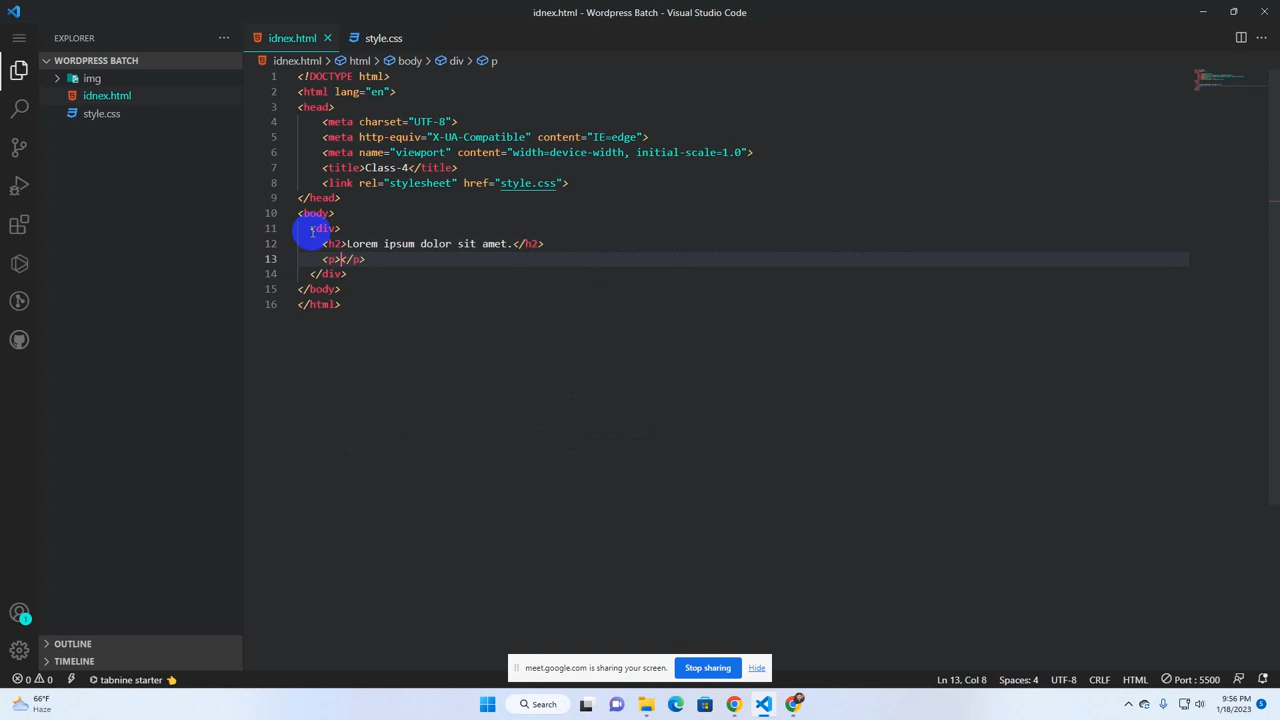 idnex.html - Wordpress Batch - Visual Studio Code
EXPLORER
WORDPRESS BATCH
img
idnex.html
style.css
OUTLINE
TIMELINE
idnex.html
style.css
idnex.html > html > body > div > p
1 <!DOCTYPE html>
2 <html lang="en">
3 <head>
4 <meta charset="UTF-8">
5 <meta http-equiv="X-UA-Compatible" content="IE=edge">
6 <meta name="viewport" content="width=device-width, initial-scale=1.0">
7 <title>Class-4</title>
8 <link rel="stylesheet" href="style.css">
9 </head>
10 <body>
11 <div>
12 <h2>Lorem ipsum dolor sit amet.</h2>
13 <p></p>
14 </div>
15 </body>
16 </html>
meet.google.com is sharing your screen. Stop sharing Hide
1
0 0 tabnine starter Ln 13, Col 8 Spaces: 4 UTF-8 CRLF HTML Port : 5500
66°F
Haze
Search
9:56 PM
1/18/2023